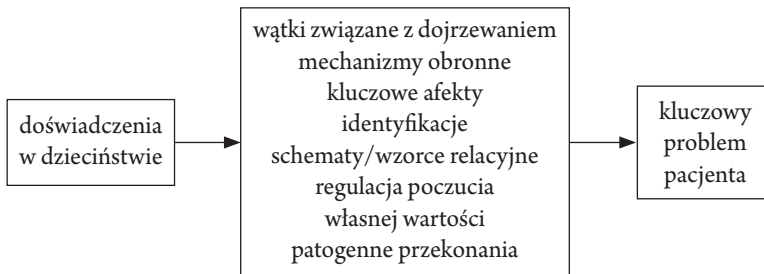 doświadczenia
w dzieciństwie
wątki związane z dojrzewaniem
mechanizmy obronne
kluczowe afekty
identyfikacje
schematy/wzorce relacyjne
regulacja poczucia
własnej wartości
patogenne przekonania
kluczowy
problem
pacjenta